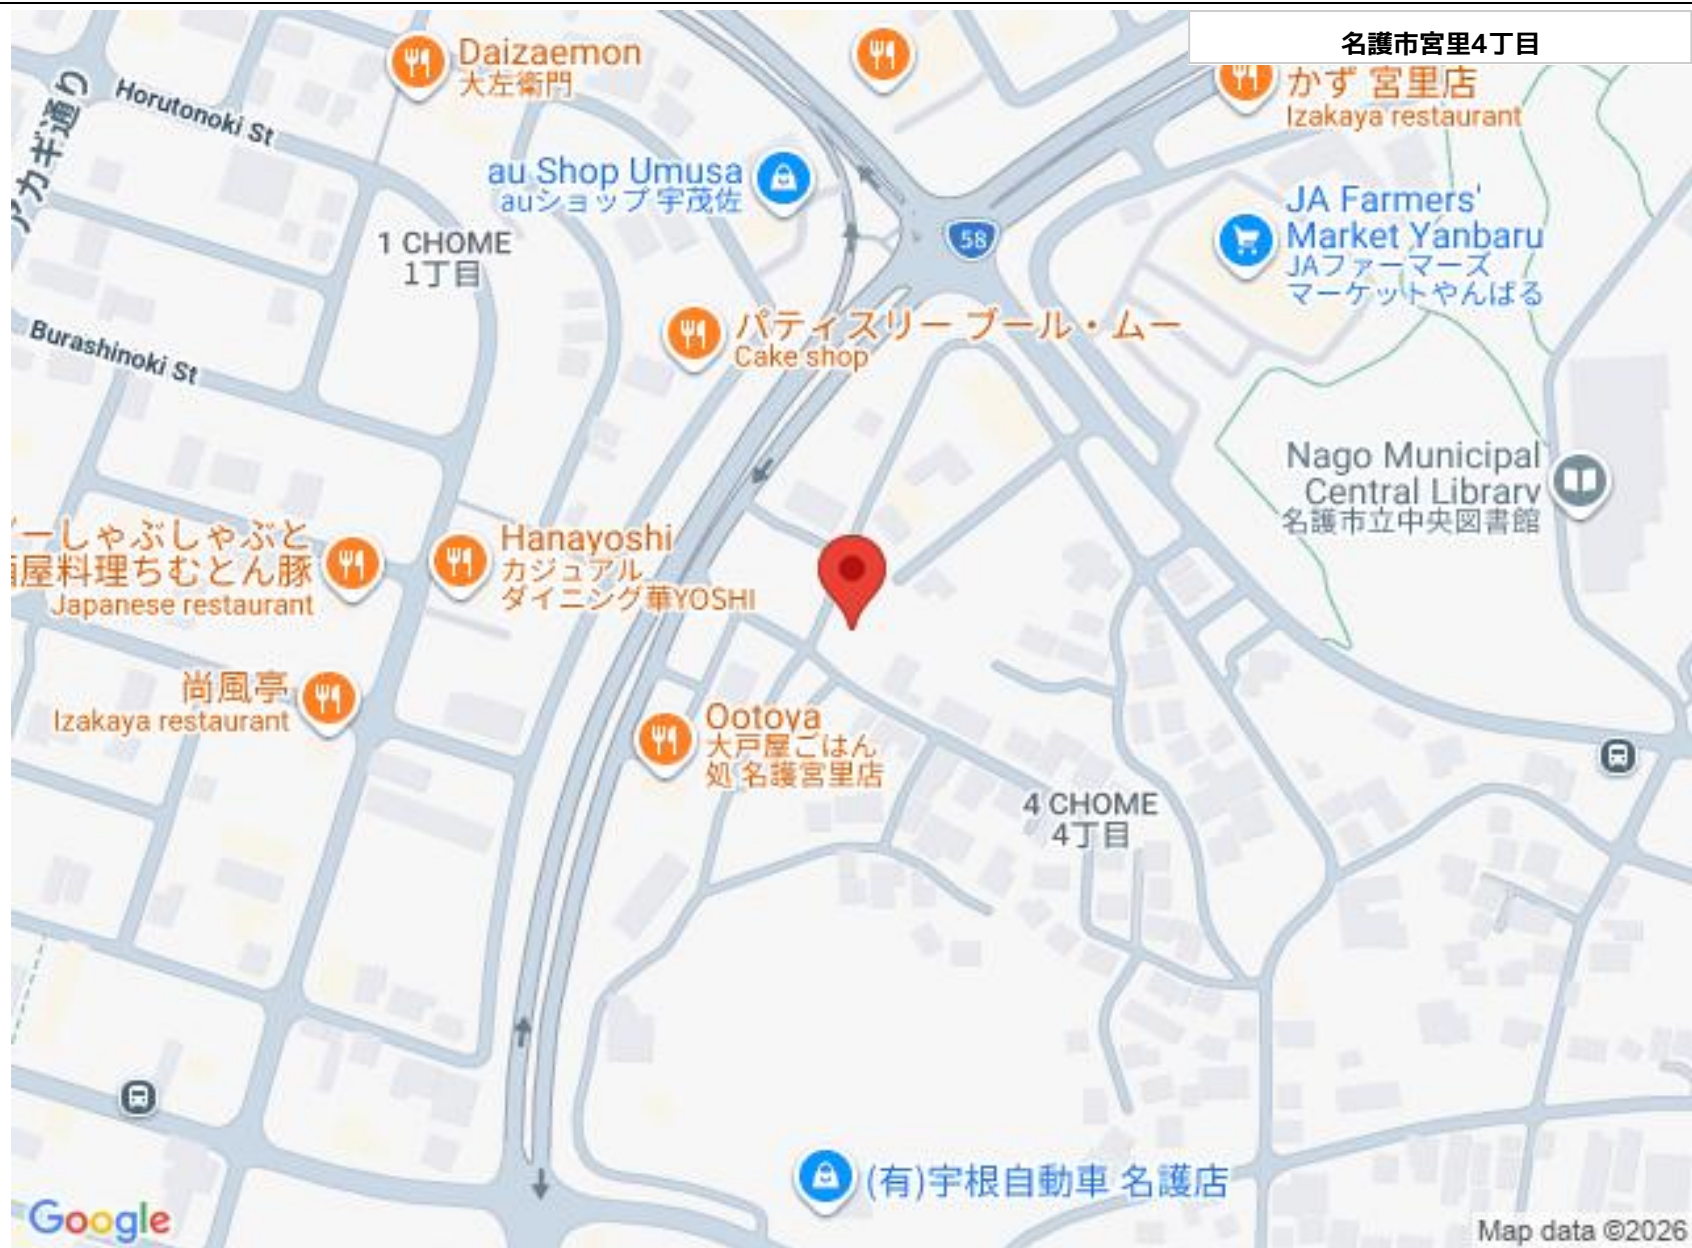 名護市宮里4丁目
Daizaemon
大左衛門
かず 宮里店
Izakaya restaurant
アカギ通り
Horutonoki St
au Shop Umusa
auショップ 宇茂佐
58
JA Farmers'
Market Yanbaru
JAファーマーズ
マーケットやんばる
1 CHOME
1丁目
パティスリー ブール・ムー
Cake shop
Burashinoki St
Nago Municipal
Central Library
名護市立中央図書館
ーしゃぶしゃぶと
屋料理ちむとん豚
Japanese restaurant
Hanayoshi
カジュアル
ダイニング華YOSHI
尚風亭
Izakaya restaurant
Ootoya
大戸屋ごはん
処 名護宮里店
4 CHOME
4丁目
(有)宇根自動車 名護店
Google
Map data ©2026